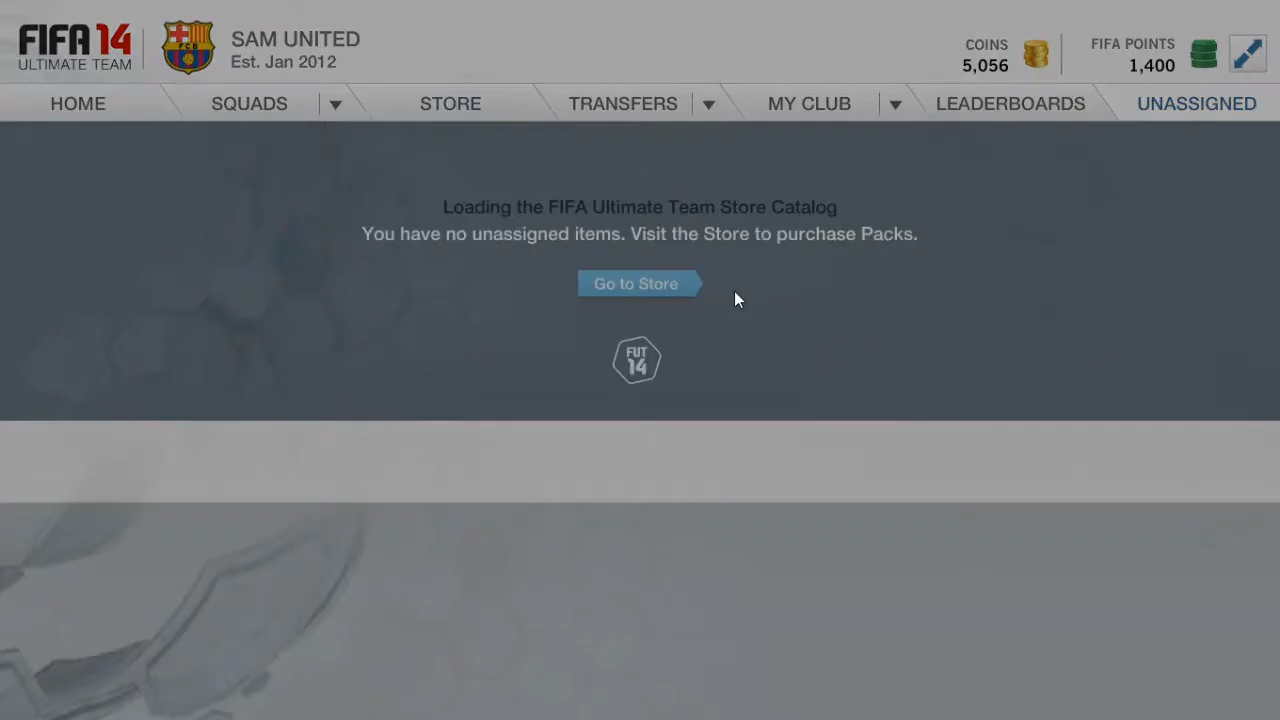 FIFA 14
ULTIMATE TEAM
FCB
SAM UNITED
Est. Jan 2012
COINS
5,056
FIFA POINTS
1,400
HOME
SQUADS
STORE
TRANSFERS
MY CLUB
LEADERBOARDS
UNASSIGNED
Loading the FIFA Ultimate Team Store Catalog
You have no unassigned items. Visit the Store to purchase Packs.
Go to Store
FUT
14